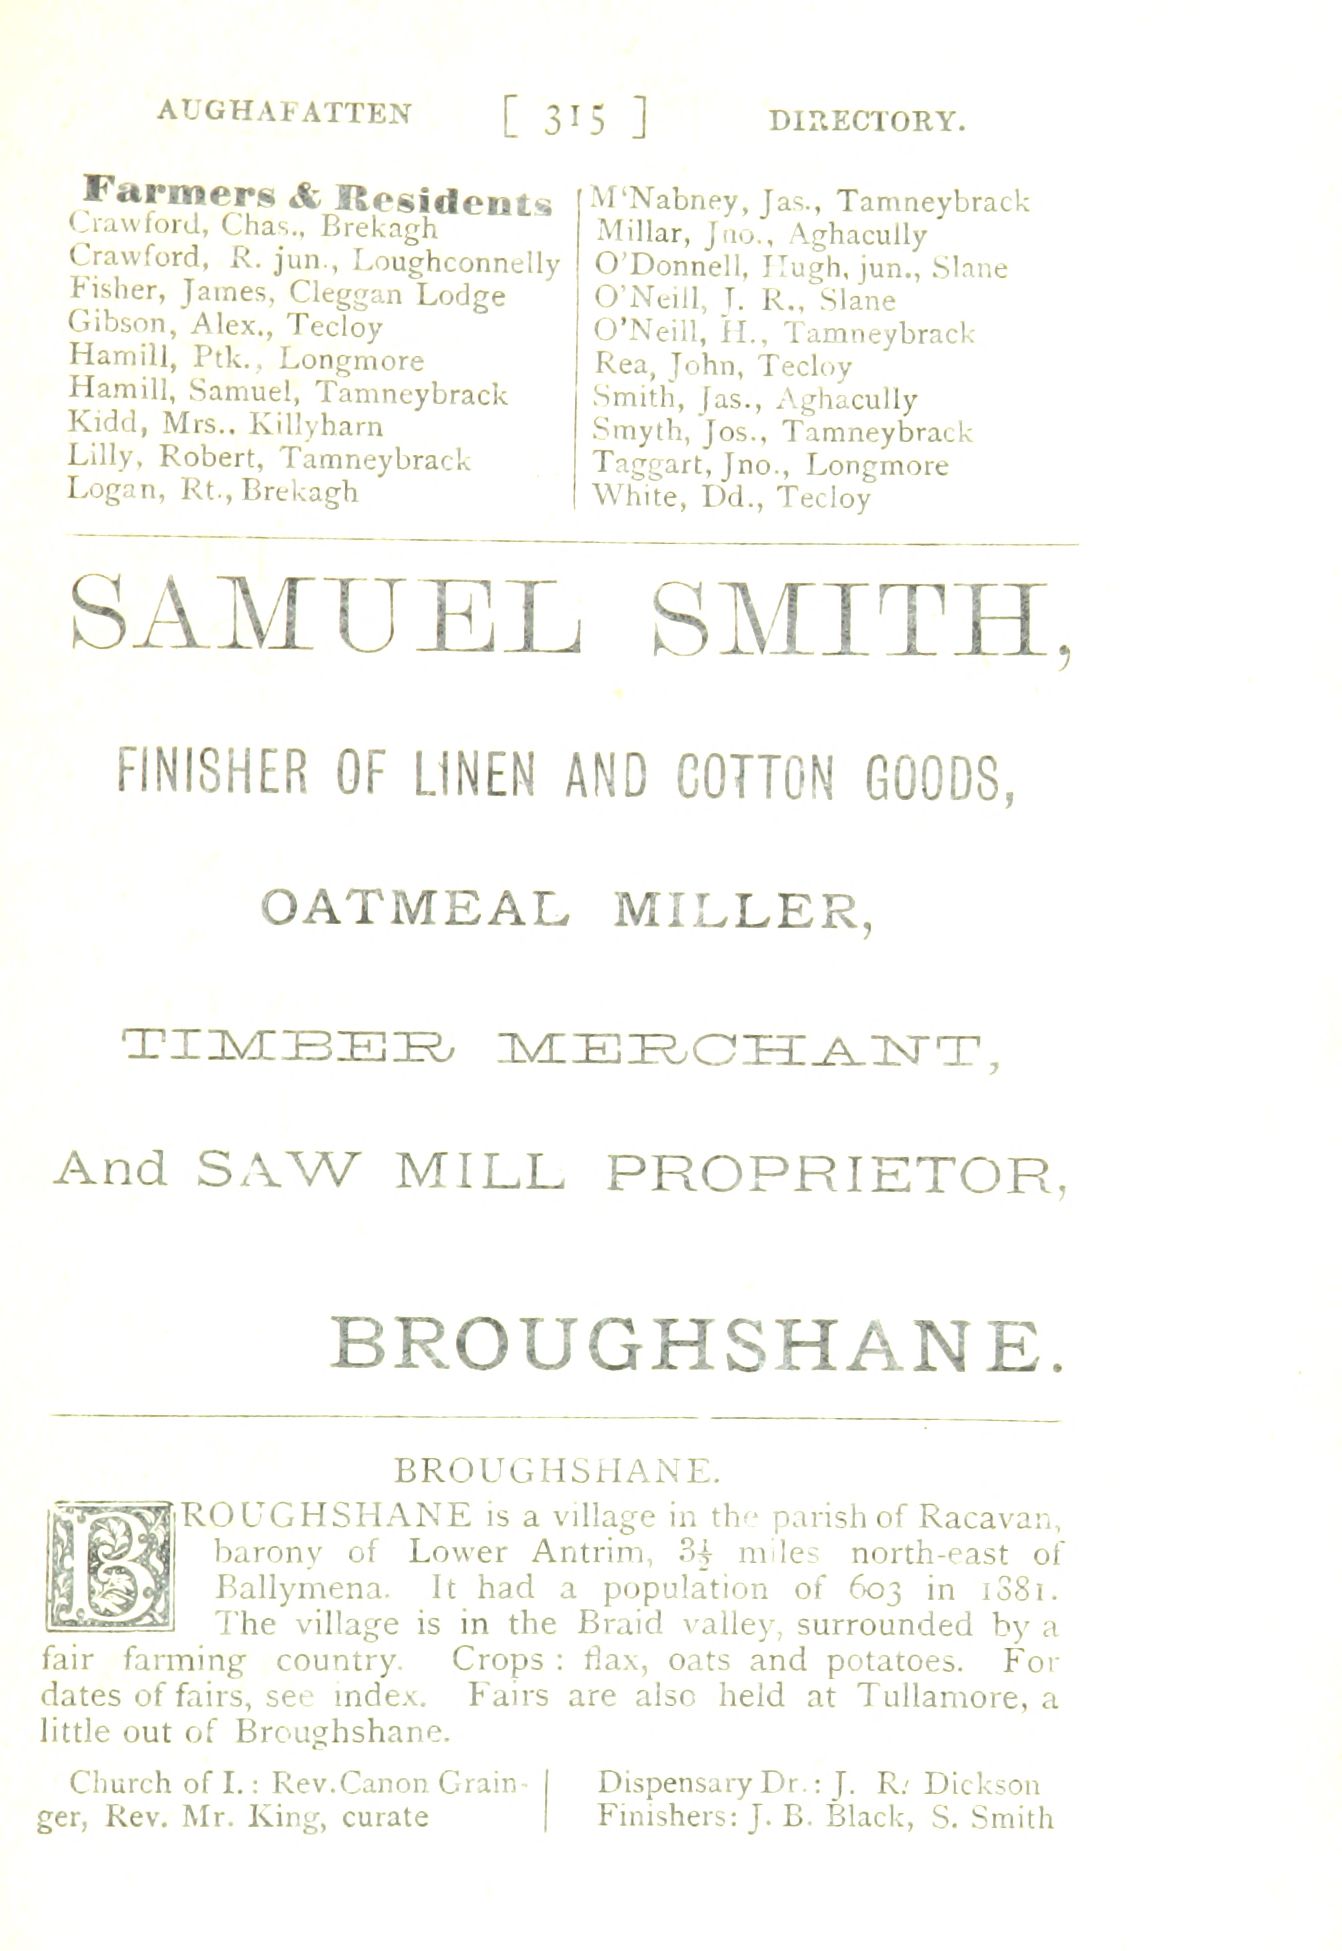 AUGHAFATTEN [ 315 ] DIRECTORY.
Farmers & Residents
Crawford, Chas., Brekagh
Crawford, R. jun., Loughconnelly
Fisher, James, Cleggan Lodge
Gibson, Alex., Tecloy
Hamill, Ptk., Longmore
Hamill, Samuel, Tamneybrack
Kidd, Mrs.. Killyharn
Lilly, Robert, Tamneybrack
Logan, Rt., Brekagh
M‘Nabney, Jas., Tamneybrack
Millar, Jno., Aghacully
O’Donnell, Hugh, jun., Slane
O’Neill, J. R., Slane
O’Neill, H., Tamneybrack
Rea, John, Tecloy
Smith, Jas., Aghacully
Smyth, Jos., Tamneybrack
Taggart, Jno., Longmore
White, Dd., Tecloy
SAMUEL SMITH,
FINISHER OF LINEN AND COTTON GOODS,
OATMEAL MILLER,
TIMBER MERCHANT,
And SAW MILL PROPRIETOR,
BROUGHSHANE.
BROUGHSHANE.
BROUGHSHANE is a village in the parish of Racavan,
barony of Lower Antrim, 3½ miles north-east of
Ballymena. It had a population of 603 in 1881.
The village is in the Braid valley, surrounded by a
fair farming country. Crops : flax, oats and potatoes. For
dates of fairs, see index. Fairs are also held at Tullamore, a
little out of Broughshane.
Church of I. : Rev. Canon Grain-
ger, Rev. Mr. King, curate
Dispensary Dr. : J. R. Dickson
Finishers: J. B. Black, S. Smith